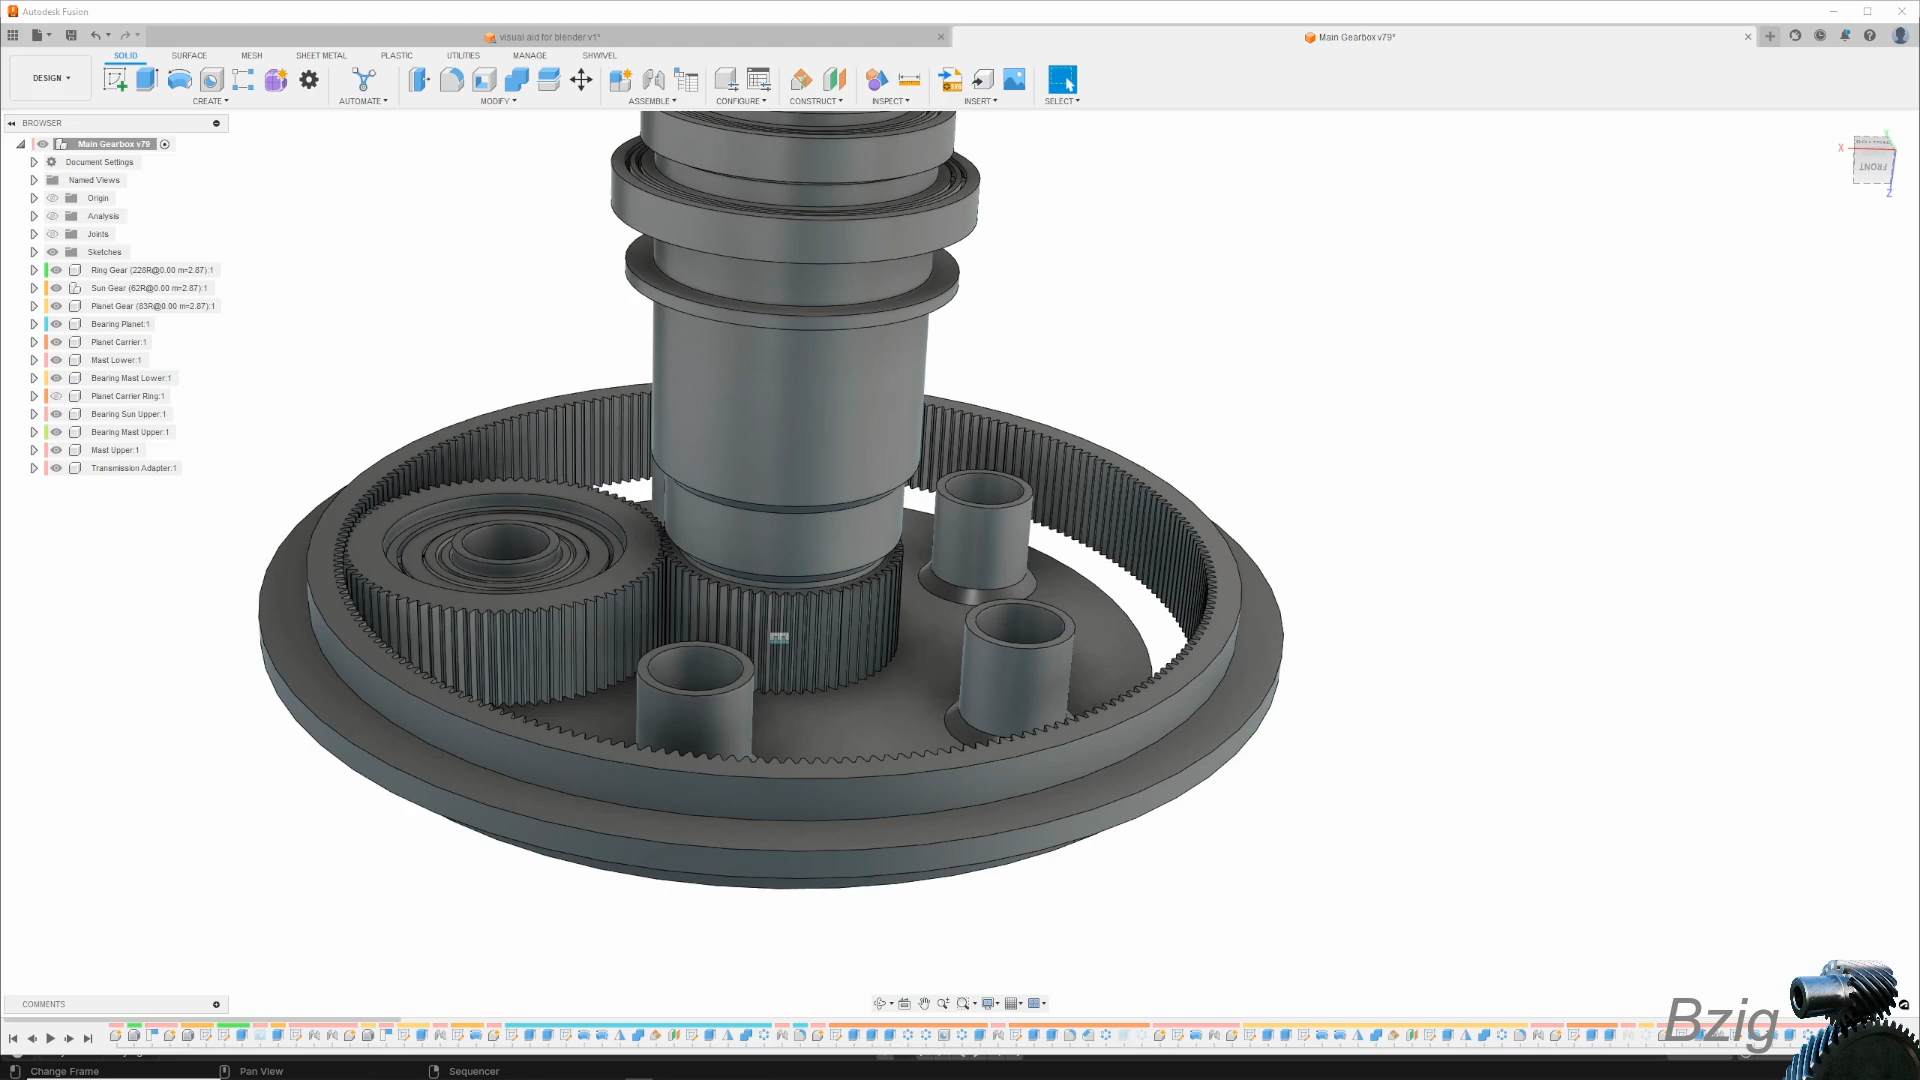 Autodesk Fusion
visual aid for blender v1*
Main Gearbox v79*
DESIGN
SOLID SURFACE MESH SHEET METAL PLASTIC UTILITIES MANAGE SHWIVEL
CREATE AUTOMATE MODIFY ASSEMBLE CONFIGURE CONSTRUCT INSPECT INSERT SELECT
BROWSER
Main Gearbox v79
Document Settings
Named Views
Origin
Analysis
Joints
Sketches
Ring Gear (228R@0.00 m=2.87):1
Sun Gear (62R@0.00 m=2.87):1
Planet Gear (83R@0.00 m=2.87):1
Bearing Planet:1
Planet Carrier:1
Mast Lower:1
Bearing Mast Lower:1
Planet Carrier Ring:1
Bearing Sun Upper:1
Bearing Mast Upper:1
Mast Upper:1
Transmission Adapter:1
Y
X
BOTTOM
FRONT
Z
COMMENTS
Bzig
Change Frame Pan View Sequencer